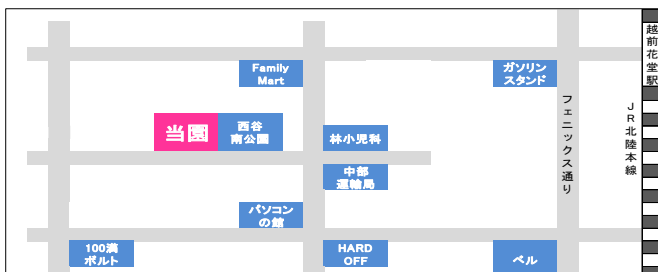 Family
Mart
ガソリン
スタンド
越前花堂駅
当園
西谷
南公園
林小児科
フェニックス通り
JR北陸本線
中部
運輸局
パソコン
の館
100満
ボルト
HARD
OFF
ベル